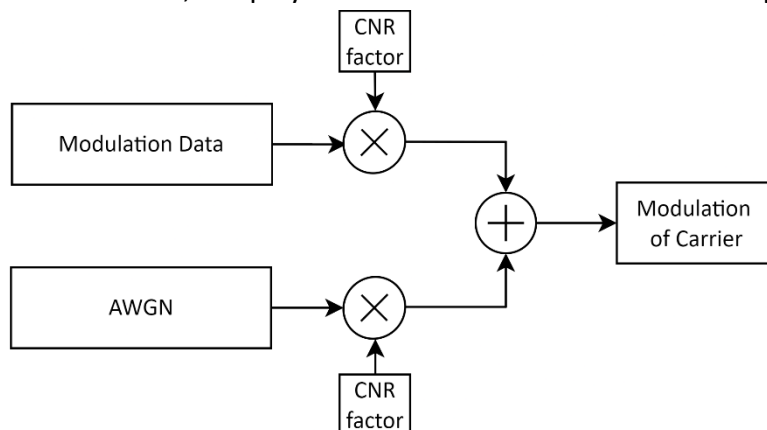 CNR
factor
Modulation Data
Modulation
of Carrier
AWGN
CNR
factor